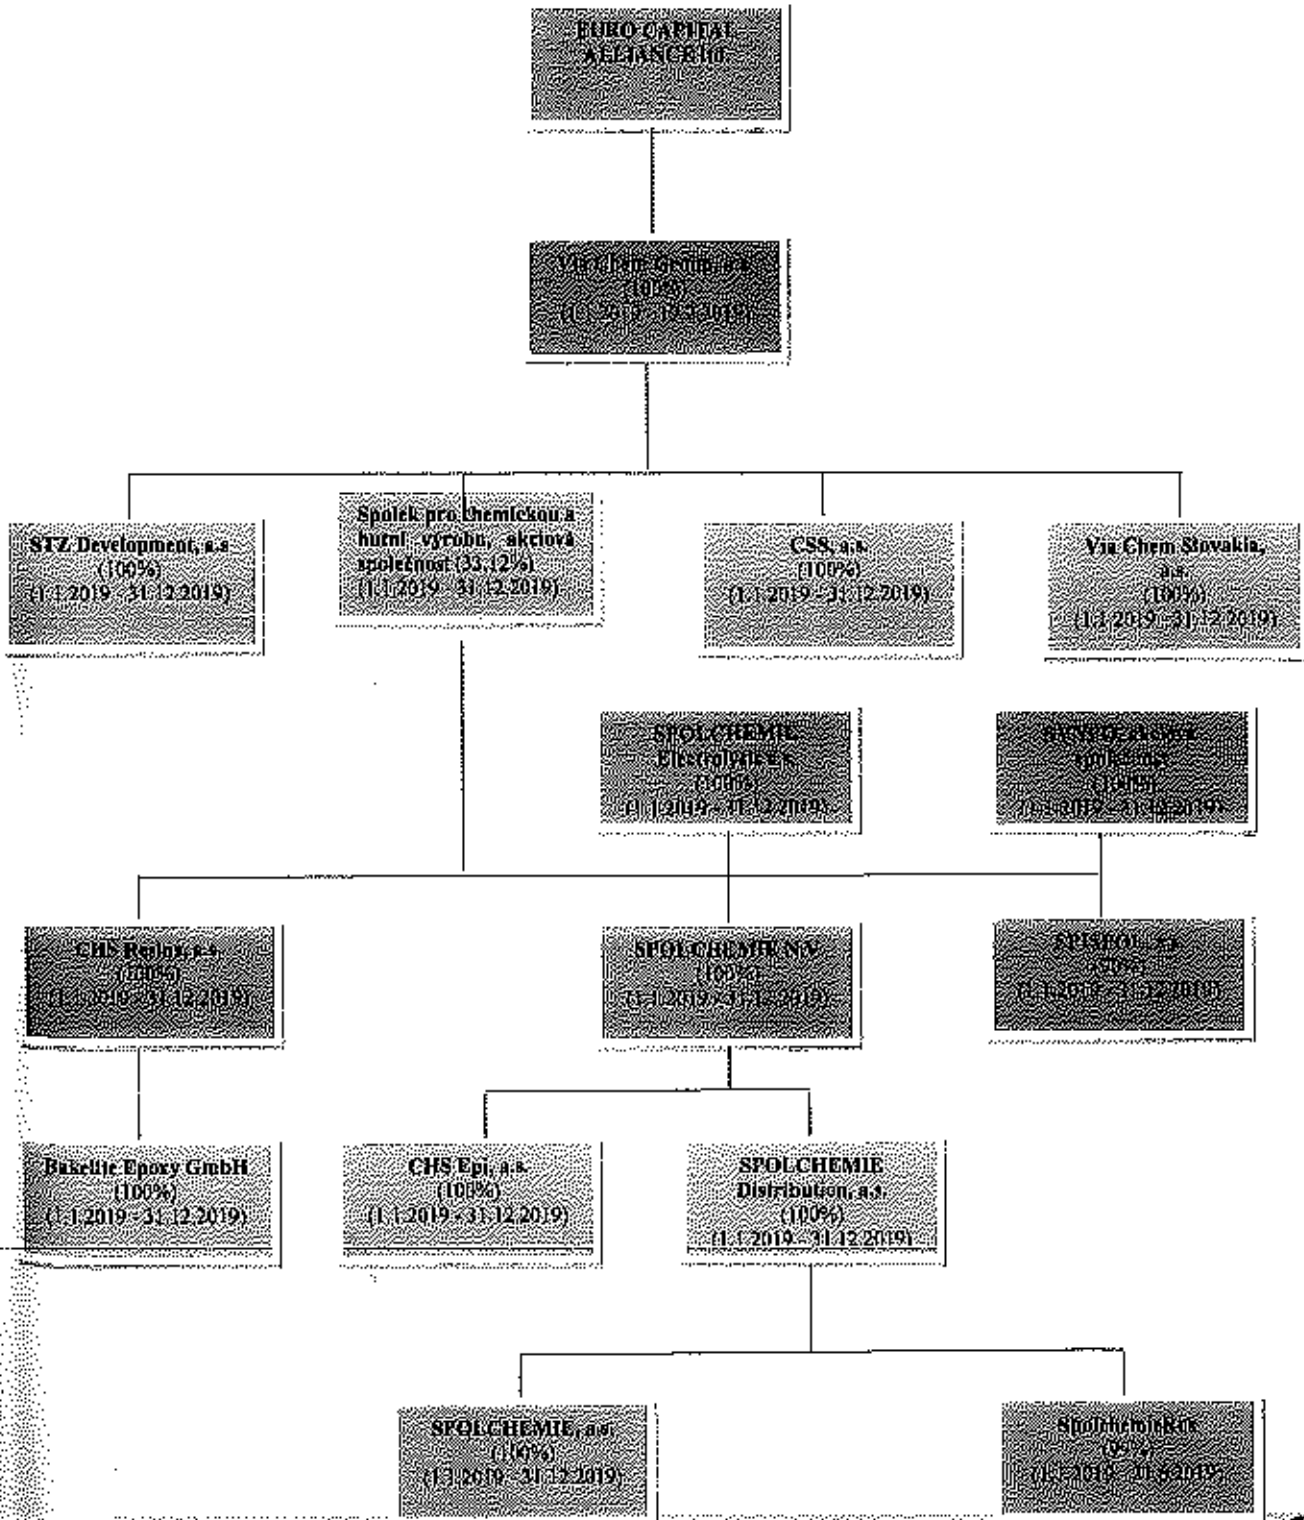 EURO CAPITAL
ALLIANCE ltd.
Via Chem Group, a.s.
(100%)
(1.1.2019 -
STZ Development, a.s
(100%)
(1.1.2019 - 31.12.2019)
Spolek pro chemickou a
hutní výrobu, akciová
společnost (33,12%)
(1.1.2019 - 31.12.2019)
CSS, a.s.
(100%)
(1.1.2019 - 31.12.2019)
Via Chem Slovakia,
a.s.
(100%)
(1.1.2019 - 31.12.2019)
SPOLCHEMIE
Electrolysis a.s.
(100%)
(1.1.2019 - 31.12.2019)
společnost
(100%)
(1.1.2019 - 31.12.2019)
CHS Resins, a.s.
(100%)
(1.1.2019 - 31.12.2019)
SPOLCHEMIE N.V.
(100%)
(1.1.2019 - 31.12.2019)
SPISPOL, a.s.
(1.1.2019 - 31.12.2019)
Bakelite Epoxy GmbH
(100%)
(1.1.2019 - 31.12.2019)
CHS Epi, a.s.
(100%)
(1.1.2019 - 31.12.2019)
SPOLCHEMIE
Distribution, a.s.
(100%)
(1.1.2019 - 31.12.2019)
SPOLCHEMIE, a.s.
(100%)
(1.1.2019 - 31.12.2019)
SpolchemieRus
(1.1.2019 -